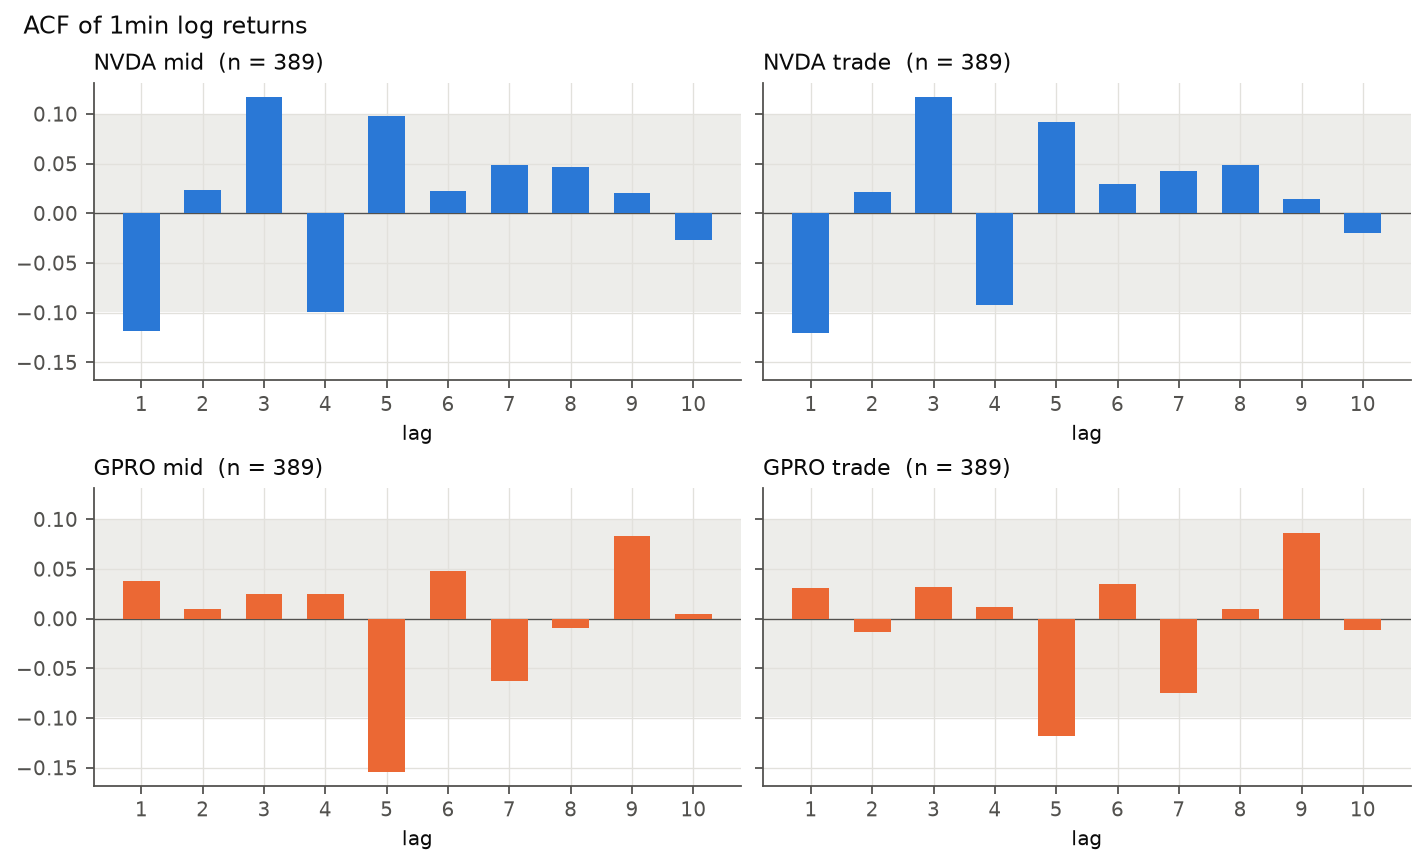 ACF of 1min log returns
NVDA mid  (n = 389)
NVDA trade  (n = 389)
0.10
0.05
0.00
−0.05
−0.10
−0.15
1 2 3 4 5 6 7 8 9 10
1 2 3 4 5 6 7 8 9 10
lag
lag
GPRO mid  (n = 389)
GPRO trade  (n = 389)
0.10
0.05
0.00
−0.05
−0.10
−0.15
1 2 3 4 5 6 7 8 9 10
1 2 3 4 5 6 7 8 9 10
lag
lag